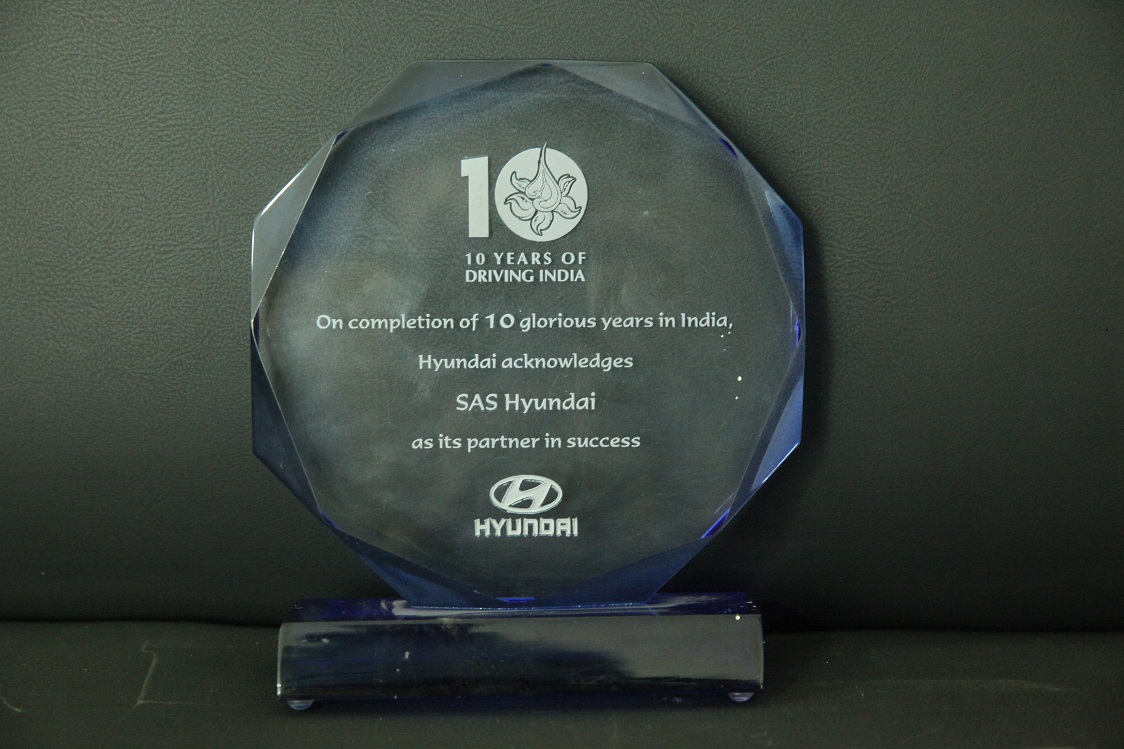 10
10 YEARS OF
DRIVING INDIA
On completion of 10 glorious years in India,
Hyundai acknowledges
SAS Hyundai
as its partner in success
HYUNDAI